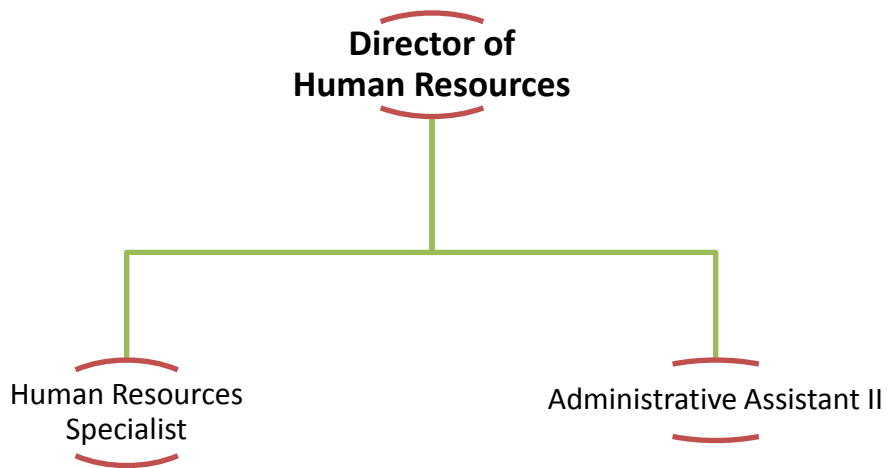 Director of
Human Resources
Human Resources
Specialist
Administrative Assistant II